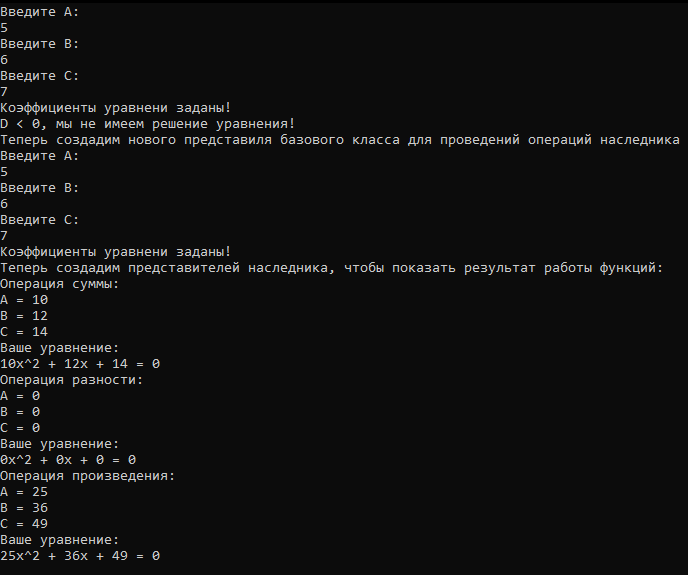 Введите A:
5
Введите B:
6
Введите C:
7
Коэффициенты уравнени заданы!
D < 0, мы не имеем решение уравнения!
Теперь создадим нового представиля базового класса для проведений операций наследника
Введите A:
5
Введите B:
6
Введите C:
7
Коэффициенты уравнени заданы!
Теперь создадим представителей наследника, чтобы показать результат работы функций:
Операция суммы:
A = 10
B = 12
C = 14
Ваше уравнение:
10x^2 + 12x + 14 = 0
Операция разности:
A = 0
B = 0
C = 0
Ваше уравнение:
0x^2 + 0x + 0 = 0
Операция произведения:
A = 25
B = 36
C = 49
Ваше уравнение:
25x^2 + 36x + 49 = 0